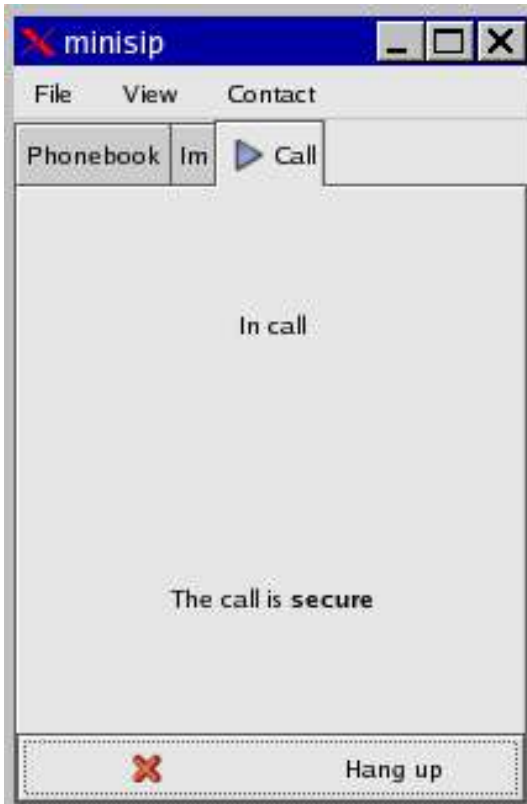 minisip
File View Contact
Phonebook Im Call
In call
The call is secure
Hang up